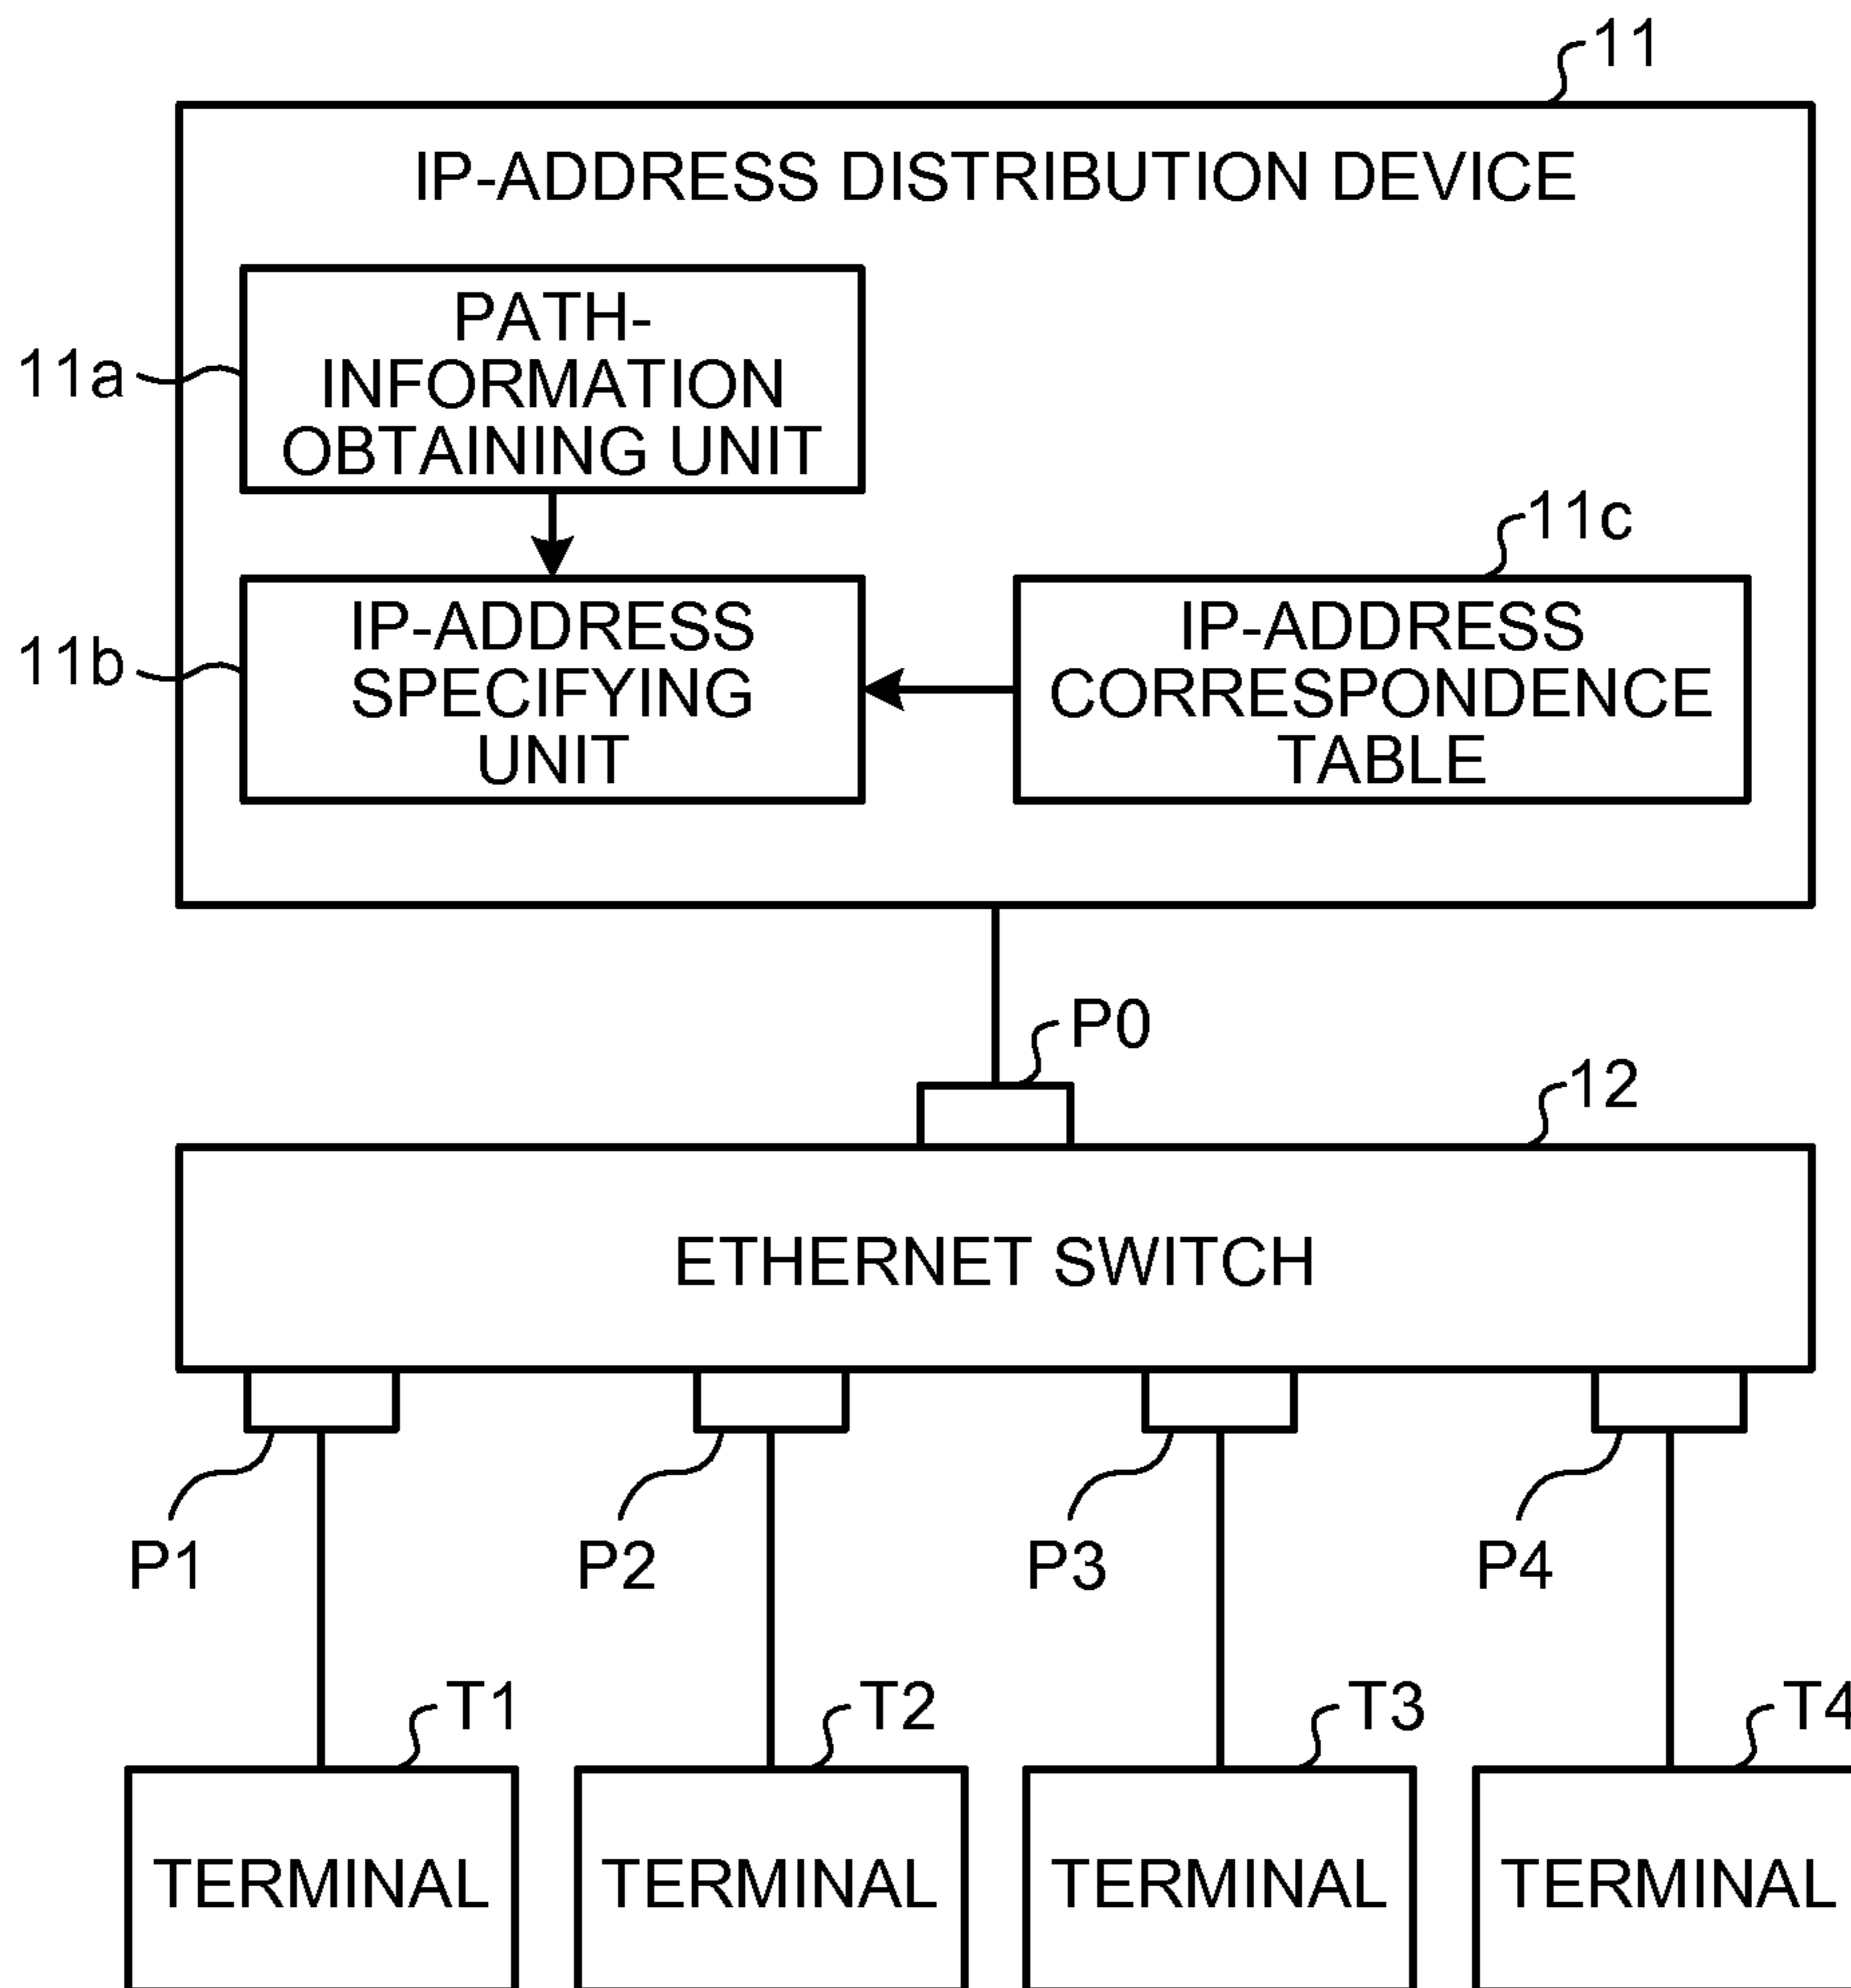 11
IP-ADDRESS DISTRIBUTION DEVICE
PATH-
INFORMATION
OBTAINING UNIT
11a
11c
IP-ADDRESS
SPECIFYING
UNIT
11b
IP-ADDRESS
CORRESPONDENCE
TABLE
P0
12
ETHERNET SWITCH
P1
P2
P3
P4
T1
T2
T3
T4
TERMINAL
TERMINAL
TERMINAL
TERMINAL